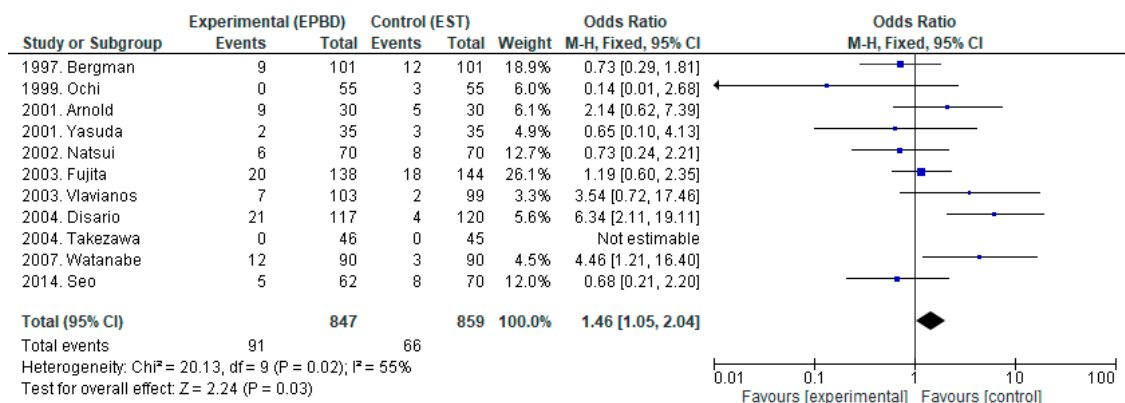 Experimental (EPBD) Control (EST) Odds Ratio Odds Ratio
Study or Subgroup Events Total Events Total Weight M-H, Fixed, 95% CI M-H, Fixed, 95% CI
1997. Bergman 9 101 12 101 18.9% 0.73 [0.29, 1.81]
1999. Ochi 0 55 3 55 6.0% 0.14 [0.01, 2.68]
2001. Arnold 9 30 5 30 6.1% 2.14 [0.62, 7.39]
2001. Yasuda 2 35 3 35 4.9% 0.65 [0.10, 4.13]
2002. Natsui 6 70 8 70 12.7% 0.73 [0.24, 2.21]
2003. Fujita 20 138 18 144 26.1% 1.19 [0.60, 2.35]
2003. Vlavianos 7 103 2 99 3.3% 3.54 [0.72, 17.46]
2004. Disario 21 117 4 120 5.6% 6.34 [2.11, 19.11]
2004. Takezawa 0 46 0 45 Not estimable
2007. Watanabe 12 90 3 90 4.5% 4.46 [1.21, 16.40]
2014. Seo 5 62 8 70 12.0% 0.68 [0.21, 2.20]
Total (95% CI) 847 859 100.0% 1.46 [1.05, 2.04]
Total events 91 66
Heterogeneity: Chi² = 20.13, df = 9 (P = 0.02); I² = 55%
Test for overall effect: Z = 2.24 (P = 0.03)
0.01 0.1 1 10 100
Favours [experimental] Favours [control]